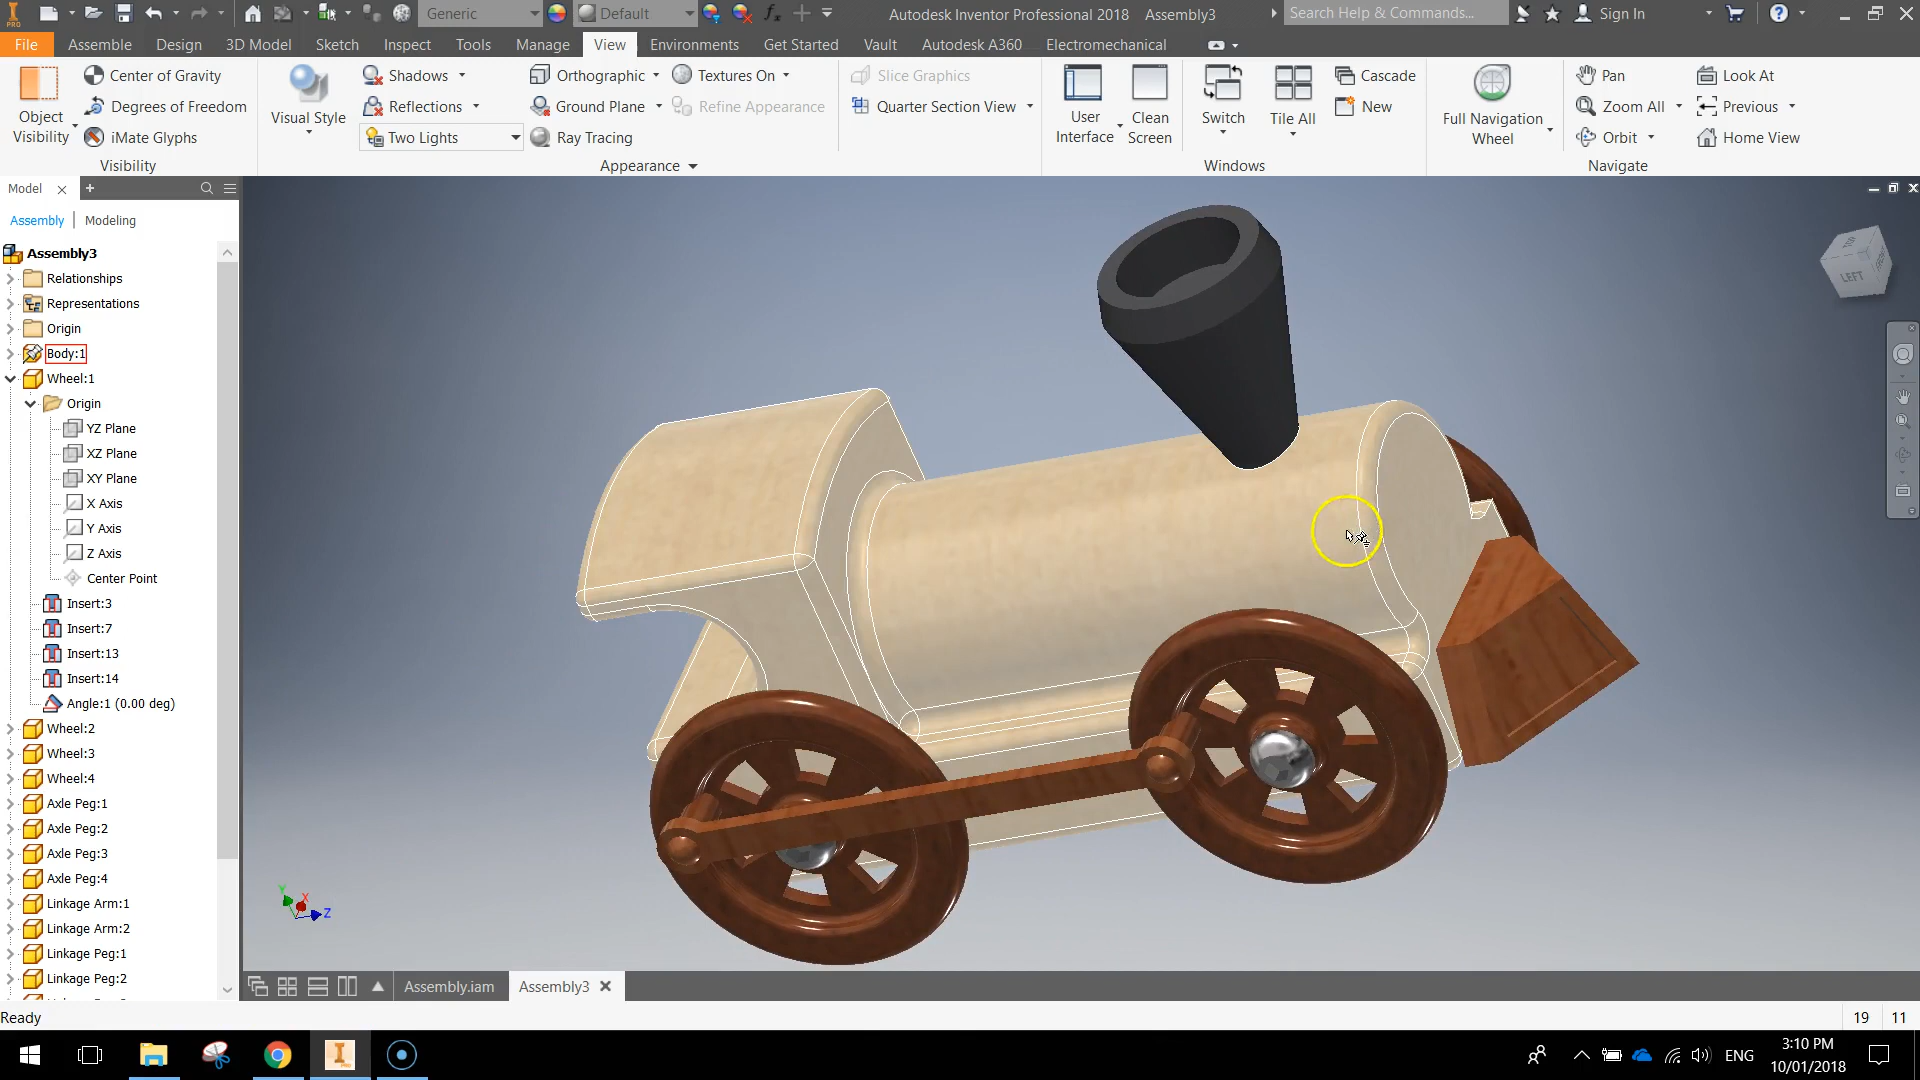 PRO
Generic
Default
Autodesk Inventor Professional 2018 Assembly3
Search Help & Commands...
Sign In
File Assemble Design 3D Model Sketch Inspect Tools Manage View Environments Get Started Vault Autodesk A360 Electromechanical
Object Visibility
Center of Gravity
Degrees of Freedom
iMate Glyphs
Visibility
Visual Style
Shadows
Reflections
Two Lights
Orthographic
Ground Plane
Ray Tracing
Textures On
Refine Appearance
Appearance
Slice Graphics
Quarter Section View
User Interface
Clean Screen
Switch
Tile All
Cascade
New
Windows
Full Navigation Wheel
Pan
Zoom All
Orbit
Look At
Previous
Home View
Navigate
Model
Assembly | Modeling
Assembly3
Relationships
Representations
Origin
Body:1
Wheel:1
Origin
YZ Plane
XZ Plane
XY Plane
X Axis
Y Axis
Z Axis
Center Point
Insert:3
Insert:7
Insert:13
Insert:14
Angle:1 (0.00 deg)
Wheel:2
Wheel:3
Wheel:4
Axle Peg:1
Axle Peg:2
Axle Peg:3
Axle Peg:4
Linkage Arm:1
Linkage Arm:2
Linkage Peg:1
Linkage Peg:2
LEFT
Y X Z
Assembly.iam Assembly3
Ready
19 11
ENG
3:10 PM
10/01/2018